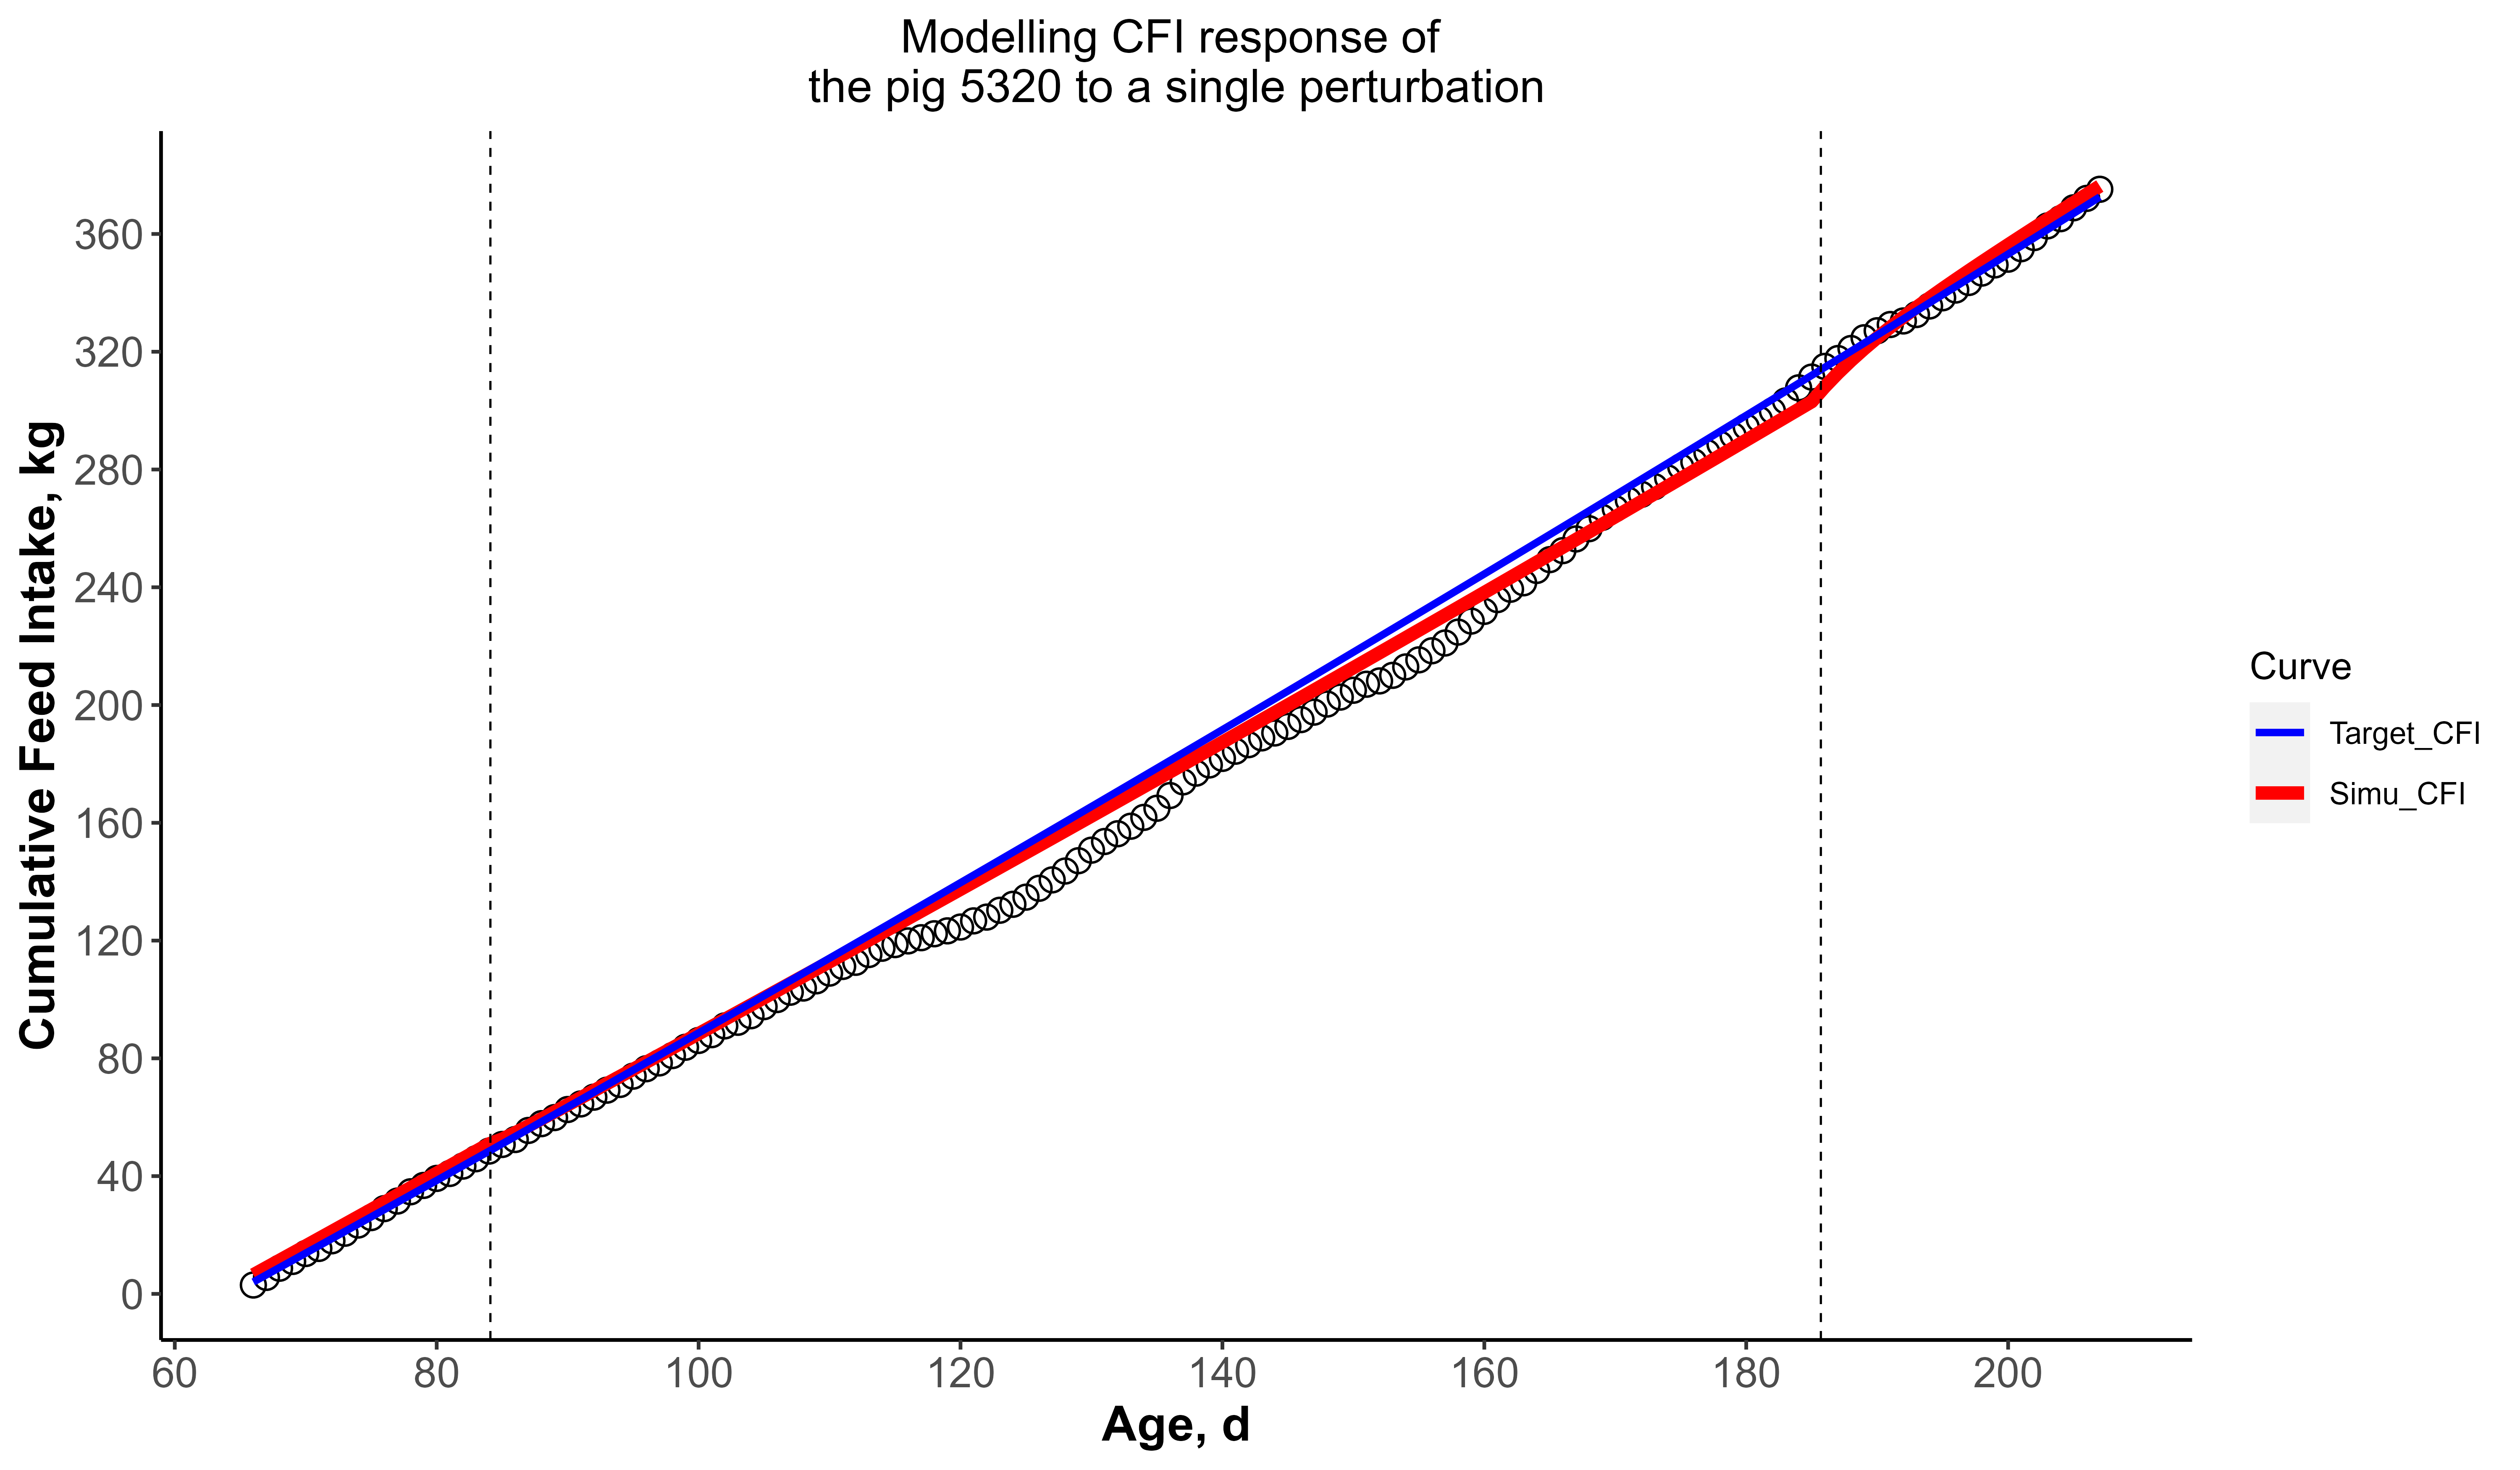 Modelling CFI response of
the pig 5320 to a single perturbation
Cumulative Feed Intake, kg
360
320
280
240
200
160
120
80
40
0
60 80 100 120 140 160 180 200
Age, d
Curve
Target_CFI
Simu_CFI